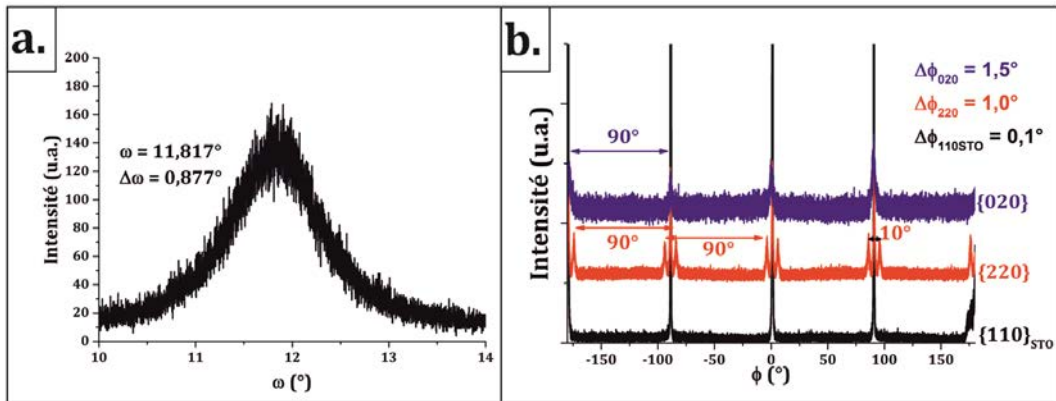 a.
200
180
160
140
120
100
80
60
40
20
0
Intensité (u.a.)
ω = 11,817°
Δω = 0,877°
10 11 12 13 14
ω (°)
b.
Intensité (u.a.)
Δϕ020 = 1,5°
Δϕ220 = 1,0°
Δϕ110STO = 0,1°
90°
{020}
90° 90° 10°
{220}
{110}STO
-150 -100 -50 0 50 100 150
ϕ (°)